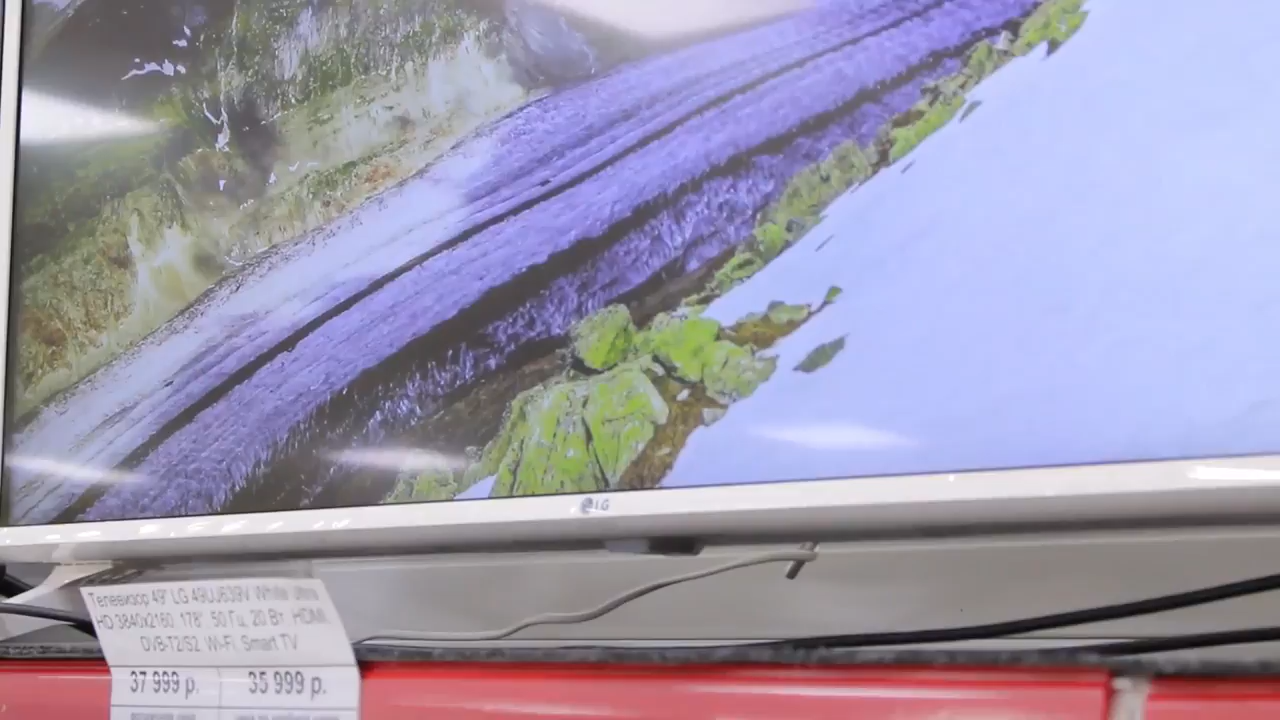 LG
Телевизор 49" LG 49UJ639V White Ultra
HD 3840x2160 178° 50 Гц 20 Вт HDMI
DVB-T2/S2 Wi-Fi Smart TV
37 999 р. 35 999 р.